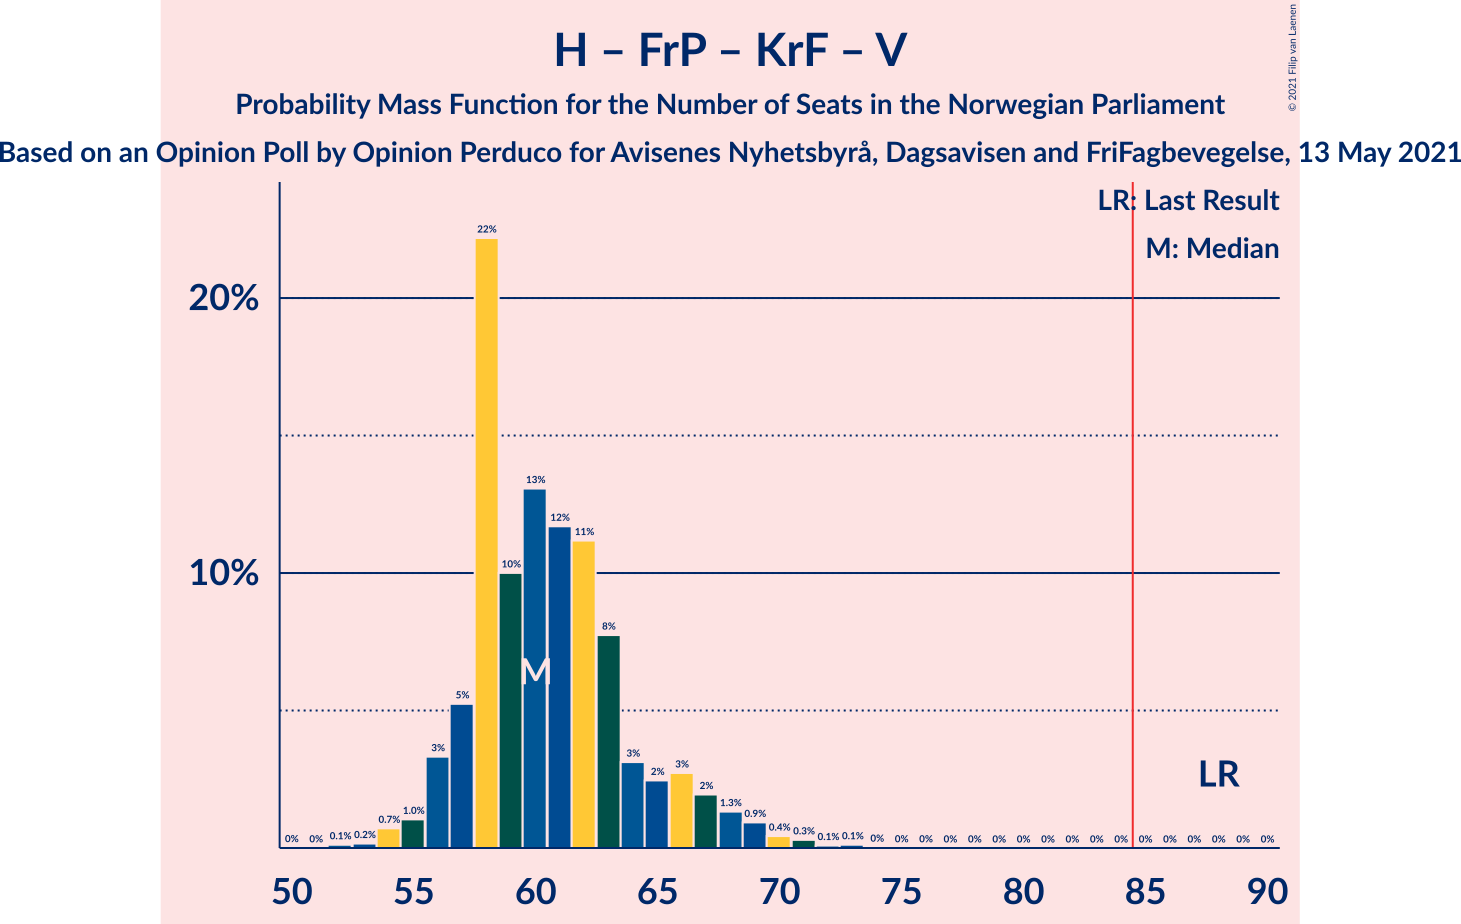 H – FrP – KrF – V
Probability Mass Function for the Number of Seats in the Norwegian Parliament
Based on an Opinion Poll by Opinion Perduco for Avisenes Nyhetsbyrå, Dagsavisen and FriFagbevegelse, 13 May 2021
© 2021 Filip van Laenen
LR: Last Result
M: Median
20%
10%
0% 0% 0.1% 0.2% 0.7% 1.0% 3% 5% 22% 10% 13% 12% 11% 8% 3% 2% 3% 2% 1.3% 0.9% 0.4% 0.3% 0.1% 0.1% 0% 0% 0% 0% 0% 0% 0% 0% 0% 0% 0% 0% 0% 0% 0% 0% 0%
M
LR
50 55 60 65 70 75 80 85 90